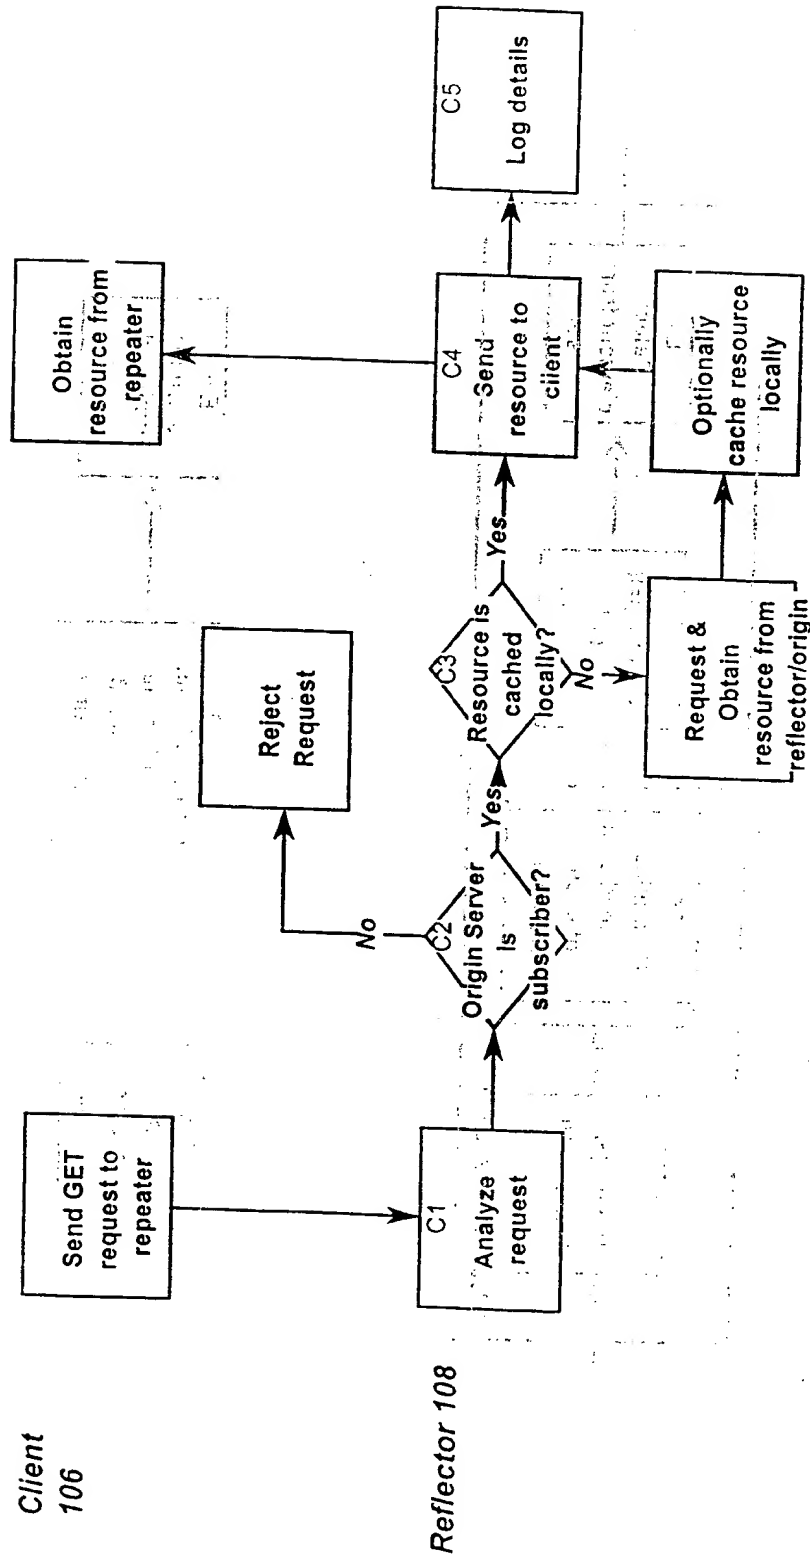 Client
106
Send GET
request to
repeater
Obtain
resource from
repeater
Reject
Request
No
Reflector 108
C1
Analyze
request
C2
Origin Server
Is
subscriber?
Yes
C3
Resource is
cached
locally?
Yes
C4
Send
resource to
client
C5
Log details
No
Request &
Obtain
resource from
reflector/origin
Optionally
cache resource
locally